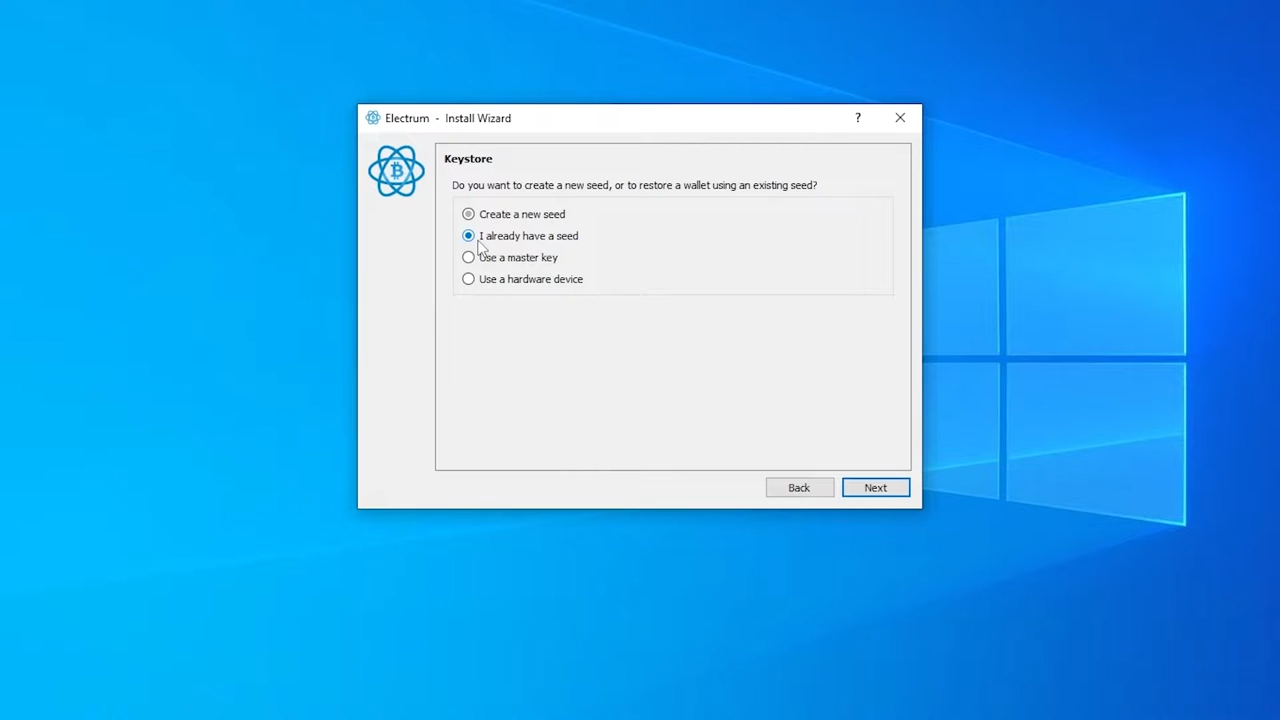 Electrum - Install Wizard
?
Keystore
Do you want to create a new seed, or to restore a wallet using an existing seed?
Create a new seed
I already have a seed
Use a master key
Use a hardware device
Back
Next